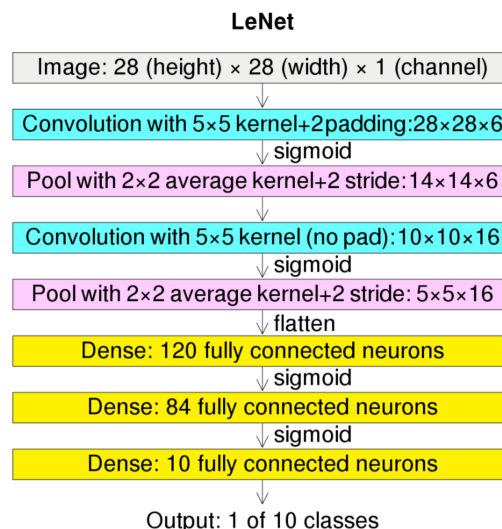 LeNet
Image: 28 (height) × 28 (width) × 1 (channel)
Convolution with 5×5 kernel+2padding:28×28×6
sigmoid
Pool with 2×2 average kernel+2 stride:14×14×6
Convolution with 5×5 kernel (no pad):10×10×16
sigmoid
Pool with 2×2 average kernel+2 stride: 5×5×16
flatten
Dense: 120 fully connected neurons
sigmoid
Dense: 84 fully connected neurons
sigmoid
Dense: 10 fully connected neurons
Output: 1 of 10 classes